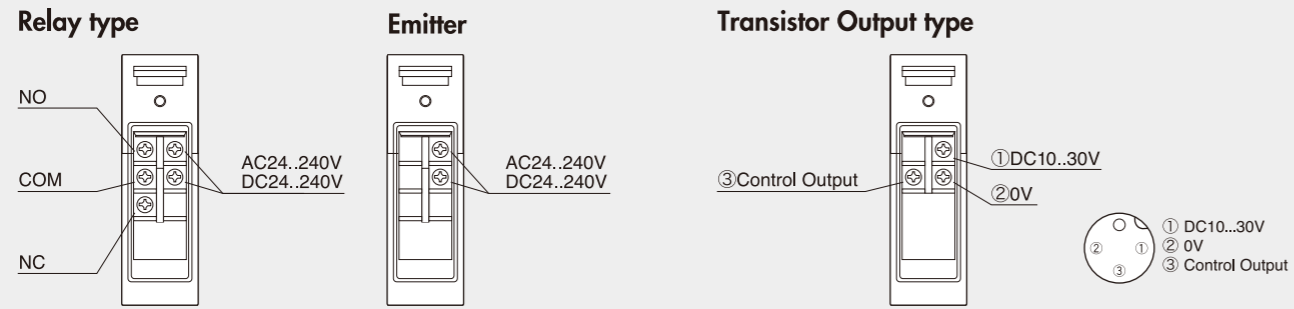 Relay type
NO
COM
NC
AC24..240V
DC24..240V
Emitter
AC24..240V
DC24..240V
Transistor Output type
③Control Output
①DC10..30V
②0V
②
①
③
① DC10...30V
② 0V
③ Control Output